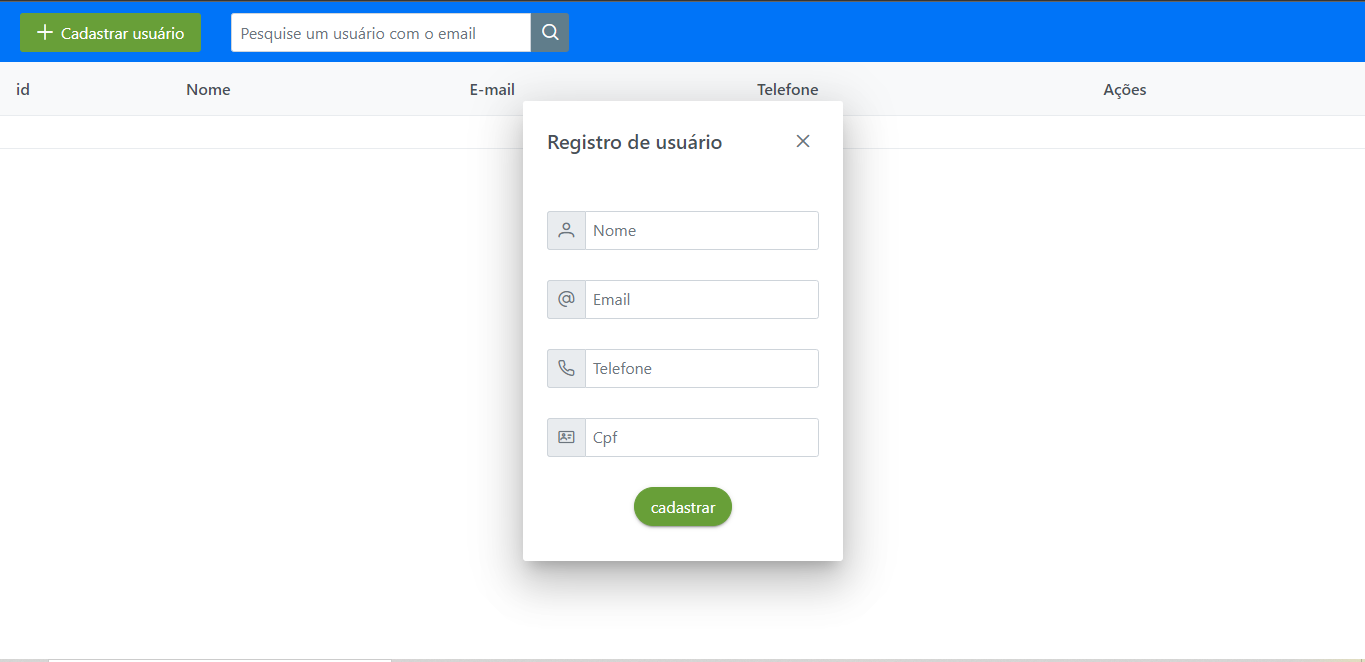 Cadastrar usuário
Pesquise um usuário com o email
id Nome E-mail Telefone Ações
Registro de usuário
Nome
Email
Telefone
Cpf
cadastrar